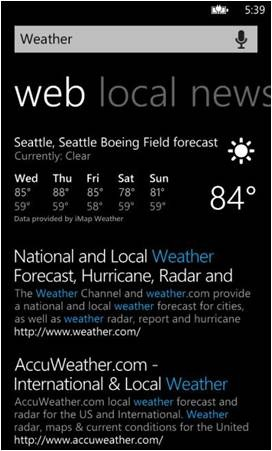 5:39
Weather
web local news
Seattle, Seattle Boeing Field forecast
Currently: Clear
Wed Thu Fri Sat Sun
85° 88° 85° 78° 81°
59° 59° 58° 59° 59°
84°
Data provided by iMap Weather
National and Local Weather
Forecast, Hurricane, Radar and
The Weather Channel and weather.com provide
a national and local weather forecast for cities,
as well as weather radar, report and hurricane
http://www.weather.com/
AccuWeather.com -
International & Local Weather
AccuWeather.com local weather forecast and
radar for the US and International. Weather
radar, maps & current conditions for the United
http://www.accuweather.com/